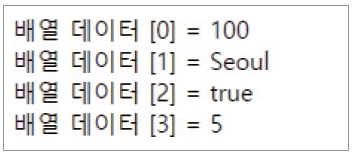 배열 데이터 [0] = 100
배열 데이터 [1] = Seoul
배열 데이터 [2] = true
배열 데이터 [3] = 5